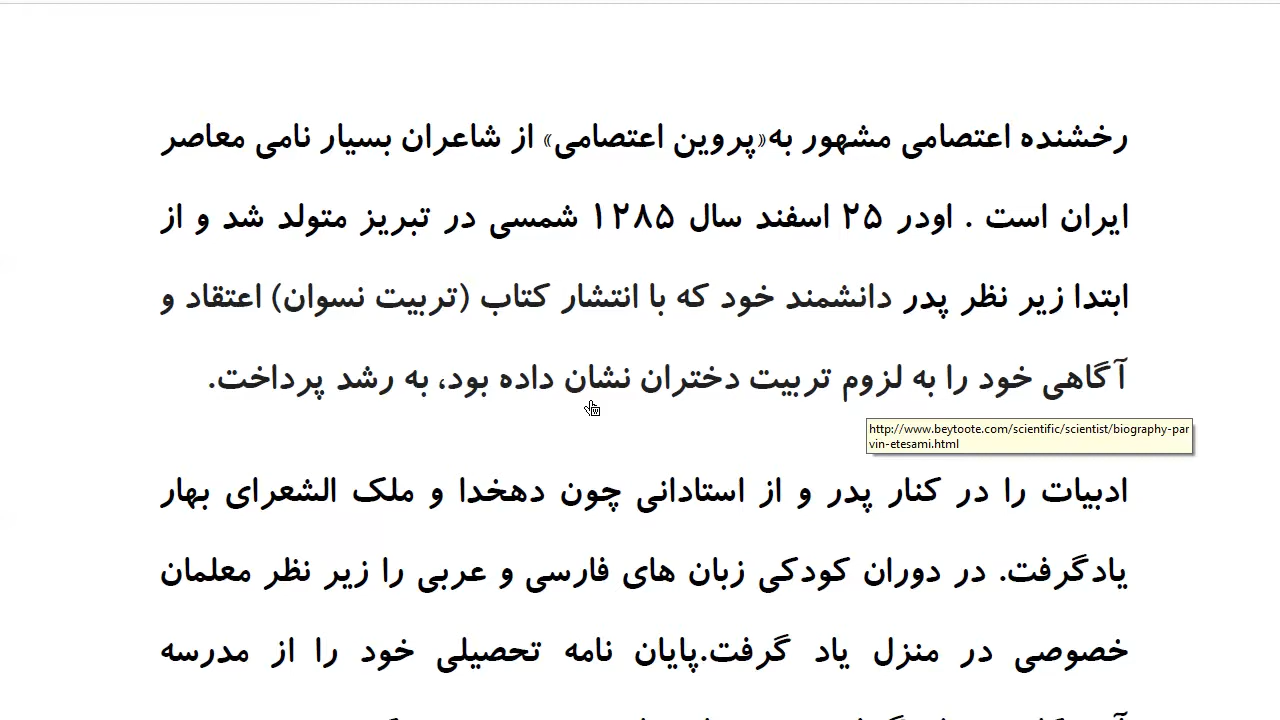 رخشنده اعتصامی مشهور به«پروین اعتصامی» از شاعران بسیار نامی معاصر
ایران است . اودر ۲۵ اسفند سال ۱۲۸۵ شمسی در تبریز متولد شد و از
ابتدا زیر نظر پدر دانشمند خود که با انتشار کتاب (تربیت نسوان) اعتقاد و
آگاهی خود را به لزوم تربیت دختران نشان داده بود، به رشد پرداخت.
http://www.beytoote.com/scientific/scientist/biography-par
vin-etesami.html
ادبیات را در کنار پدر و از استادانی چون دهخدا و ملک الشعرای بهار
یادگرفت. در دوران کودکی زبان های فارسی و عربی را زیر نظر معلمان
خصوصی در منزل یاد گرفت.پایان نامه تحصیلی خود را از مدرسه